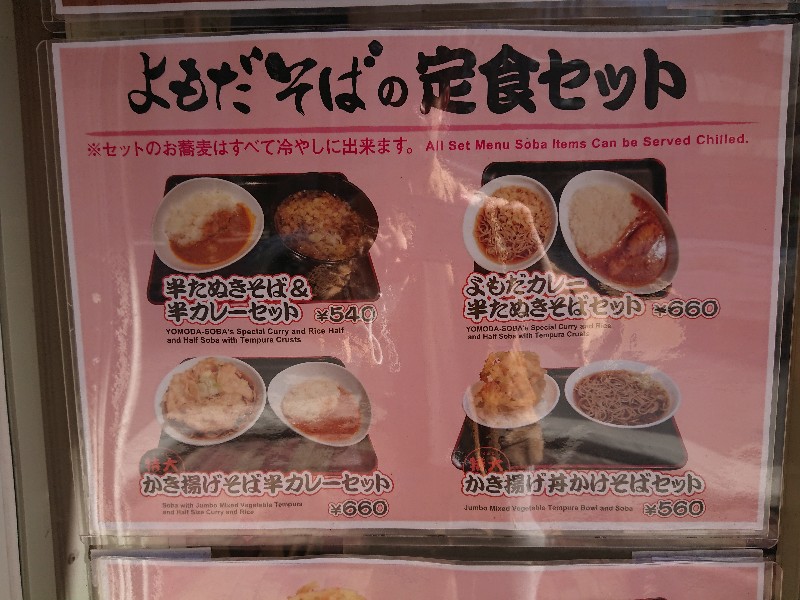 よもだそばの定食セット
※セットのお蕎麦はすべて冷やしに出来ます。 All Set Menu Soba Items Can be Served Chilled.
半たぬきそば&
半カレーセット ¥540
YOMODA-SOBA's Special Curry and Rice Half
and Half Soba with Tempura Crusts
よもだカレー
半たぬきそばセット ¥660
YOMODA-SOBA's Special Curry and Rice
and Half Soba with Tempura Crusts
特大
かき揚げそば半カレーセット
Soba with Jumbo Mixed Vegetable Tempura
and Half Size Curry and Rice
¥660
特大
かき揚げ丼かけそばセット
Jumbo Mixed Vegetable Tempura Bowl and Soba ¥560